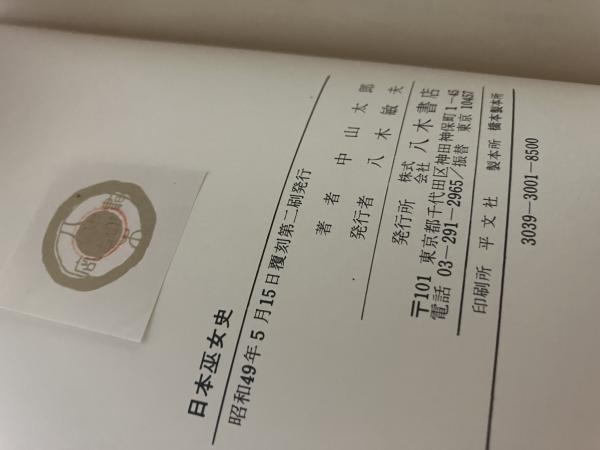 日本巫女史
昭和49年5月15日覆刻第二刷発行
著者 中山太郎
発行者 八木敏夫
発行所 株式会社 八木書店
〒101 東京都千代田区神田神保町1−45
電話 03−291−2965／振替 東京 10457
印刷所 平文社 製本所 橋本製本所
3039−3001−8500